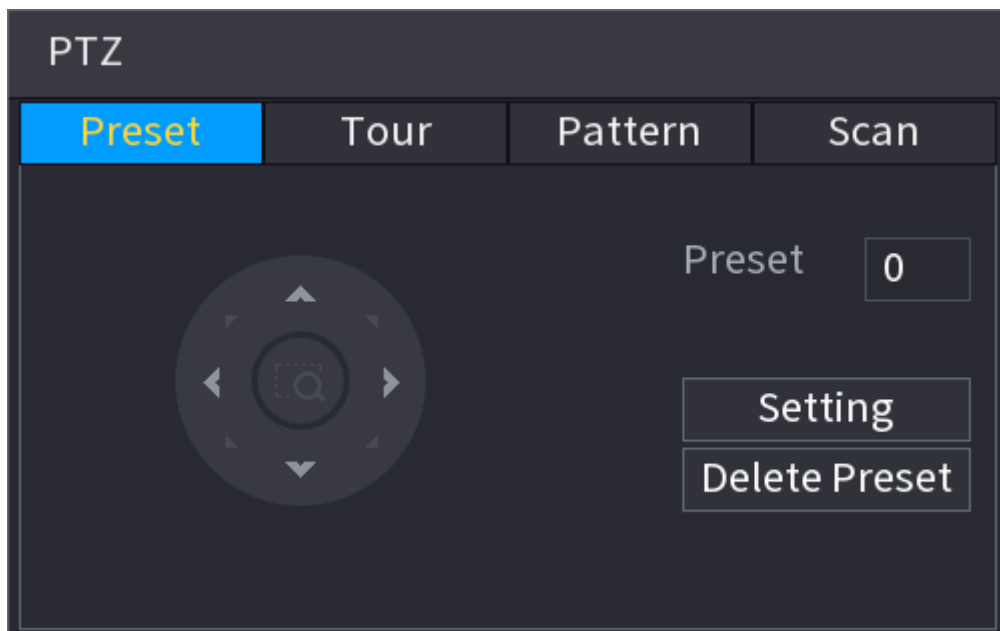 PTZ
Preset Tour Pattern Scan
Preset 0
Setting
Delete Preset